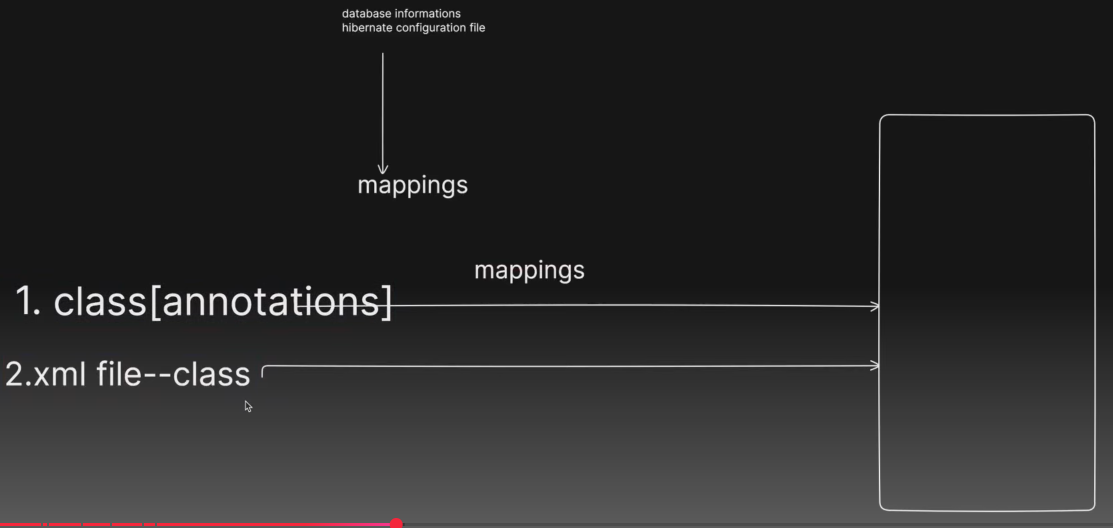 database informations
hibernate configuration file
mappings
mappings
1. class[annotations]
2.xml file--class